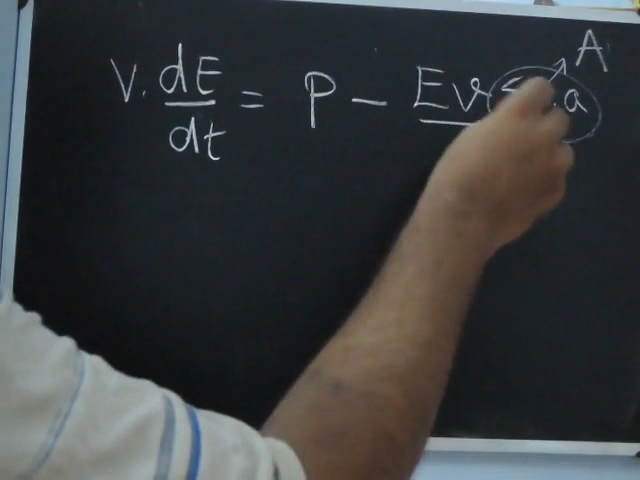 A
V. dE/dt = P - Ev a